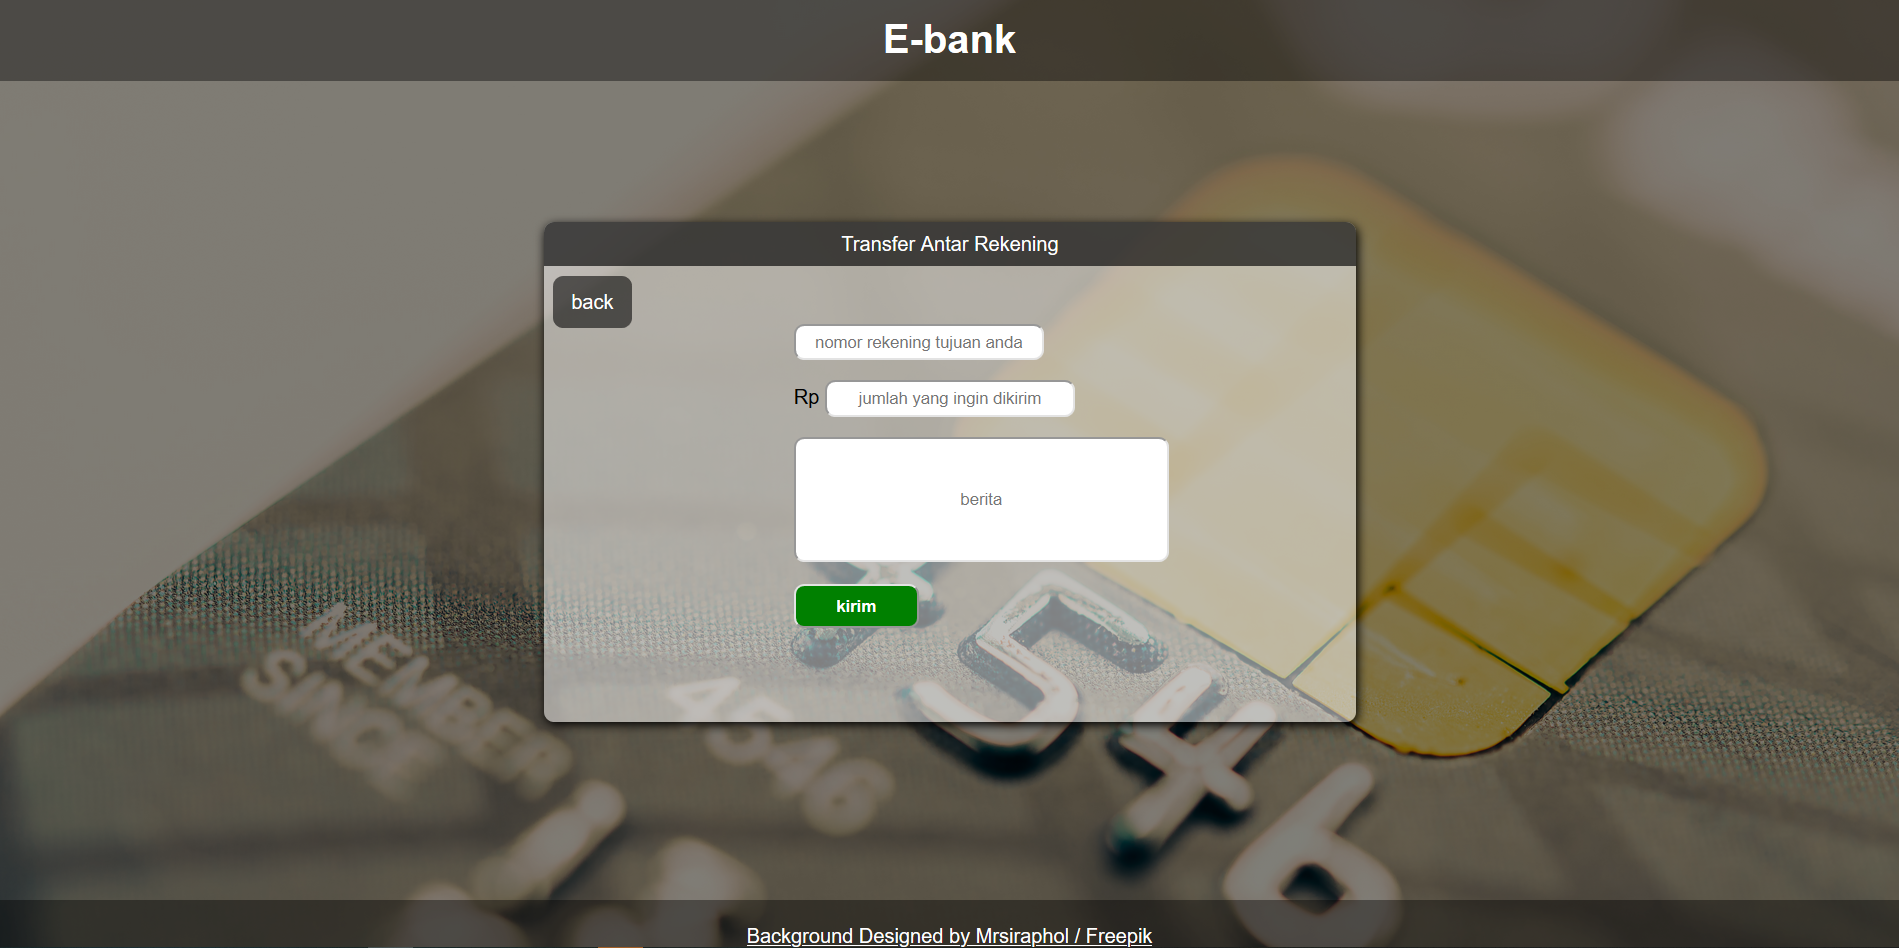 E-bank
Transfer Antar Rekening
back
nomor rekening tujuan anda
Rp jumlah yang ingin dikirim
berita
kirim
MEMBER
SINCE
4546
546
Background Designed by Mrsiraphol / Freepik